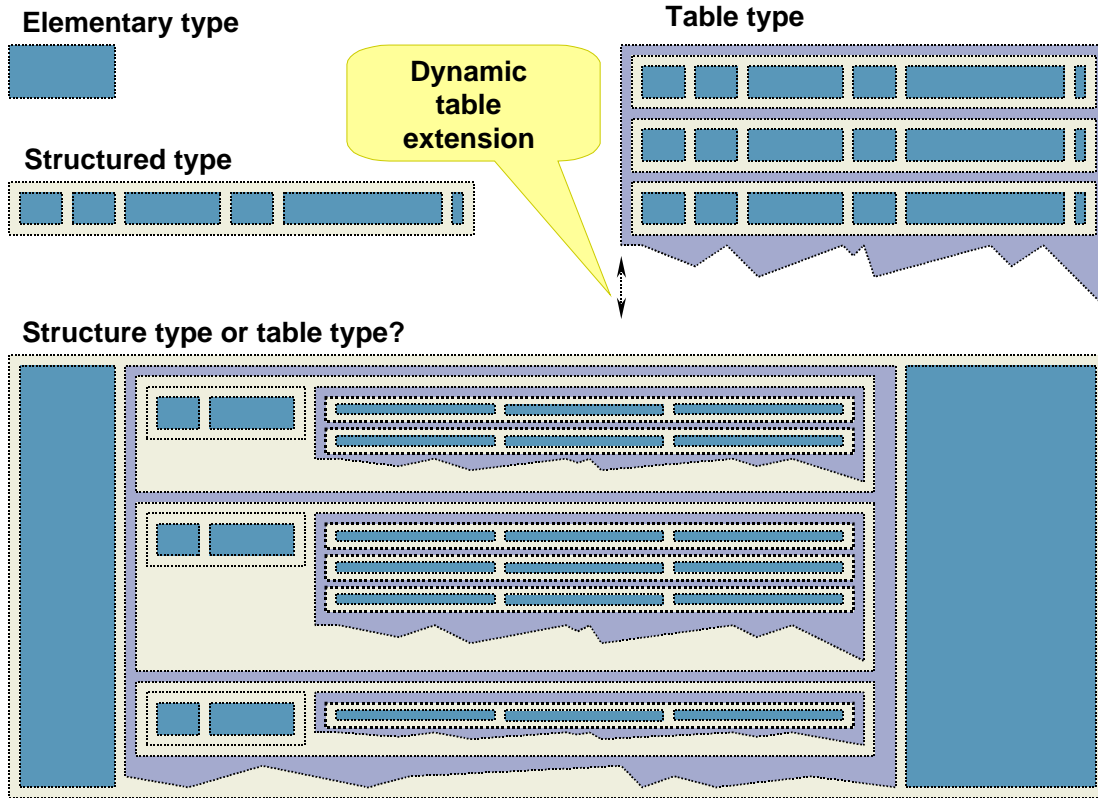 Elementary type
Table type
Dynamic
table
extension
Structured type
Structure type or table type?